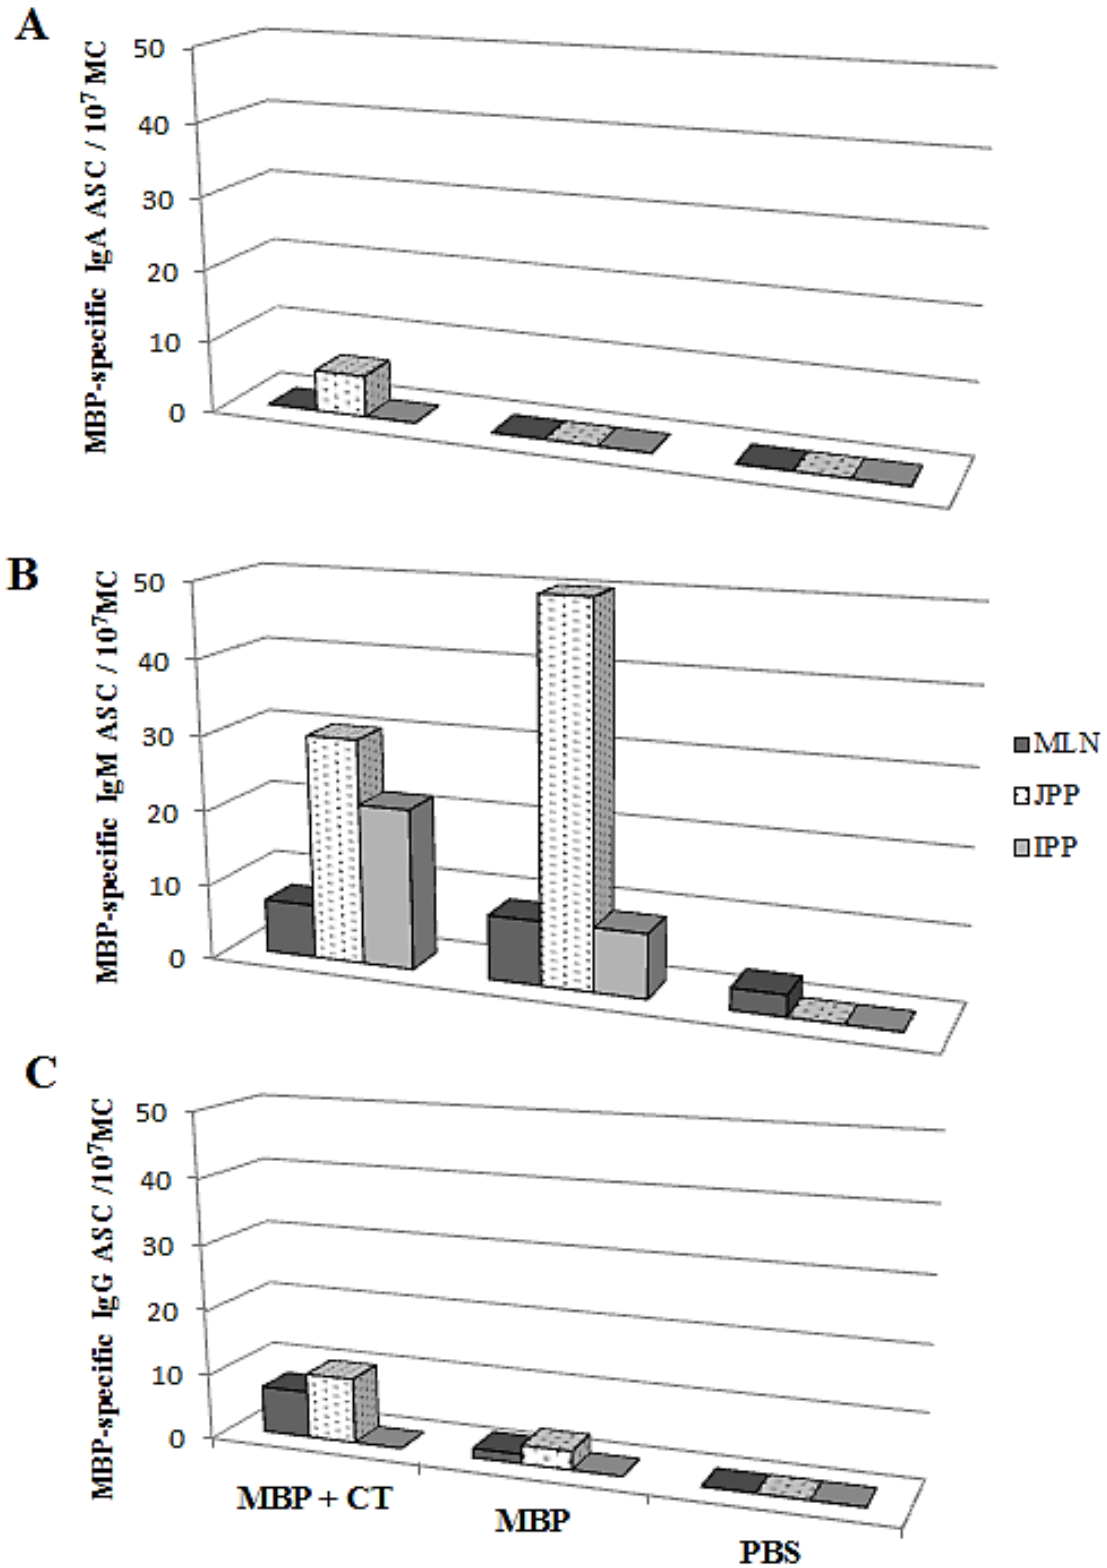 A
MBP-specific IgA ASC / 10⁷ MC
50
40
30
20
10
0
B
MBP-specific IgM ASC / 10⁷MC
50
40
30
20
10
0
MLN
JPP
IPP
C
MBP-specific IgG ASC /10⁷MC
50
40
30
20
10
0
MBP + CT
MBP
PBS